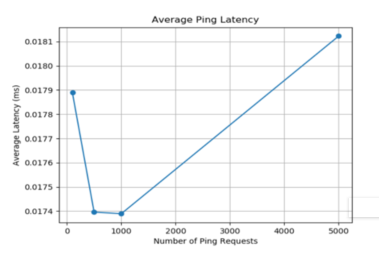 Average Ping Latency
0.0181
0.0180
0.0179
0.0178
0.0177
0.0176
0.0175
0.0174
Average Latency (ms)
0 1000 2000 3000 4000 5000
Number of Ping Requests